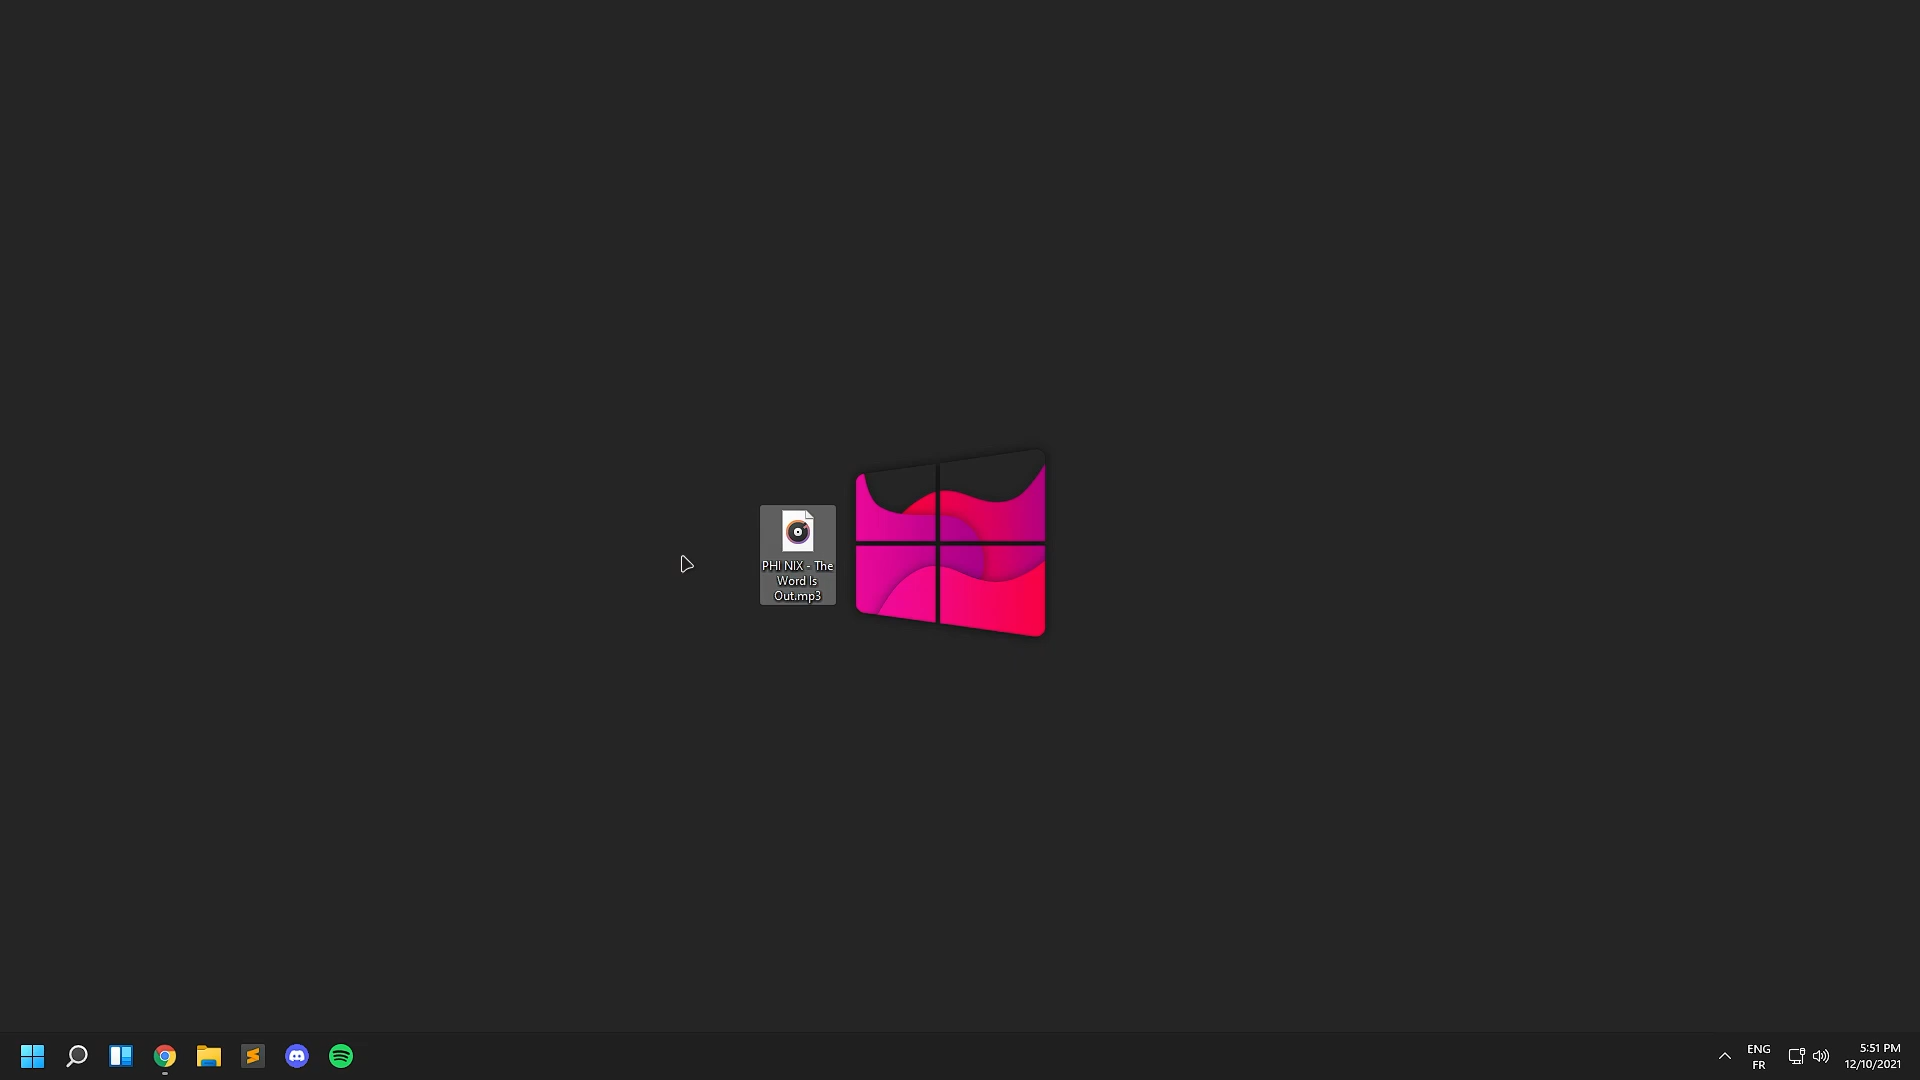 PHI NIX - The
Word Is
Out.mp3
ENG
FR
5:51 PM
12/10/2021